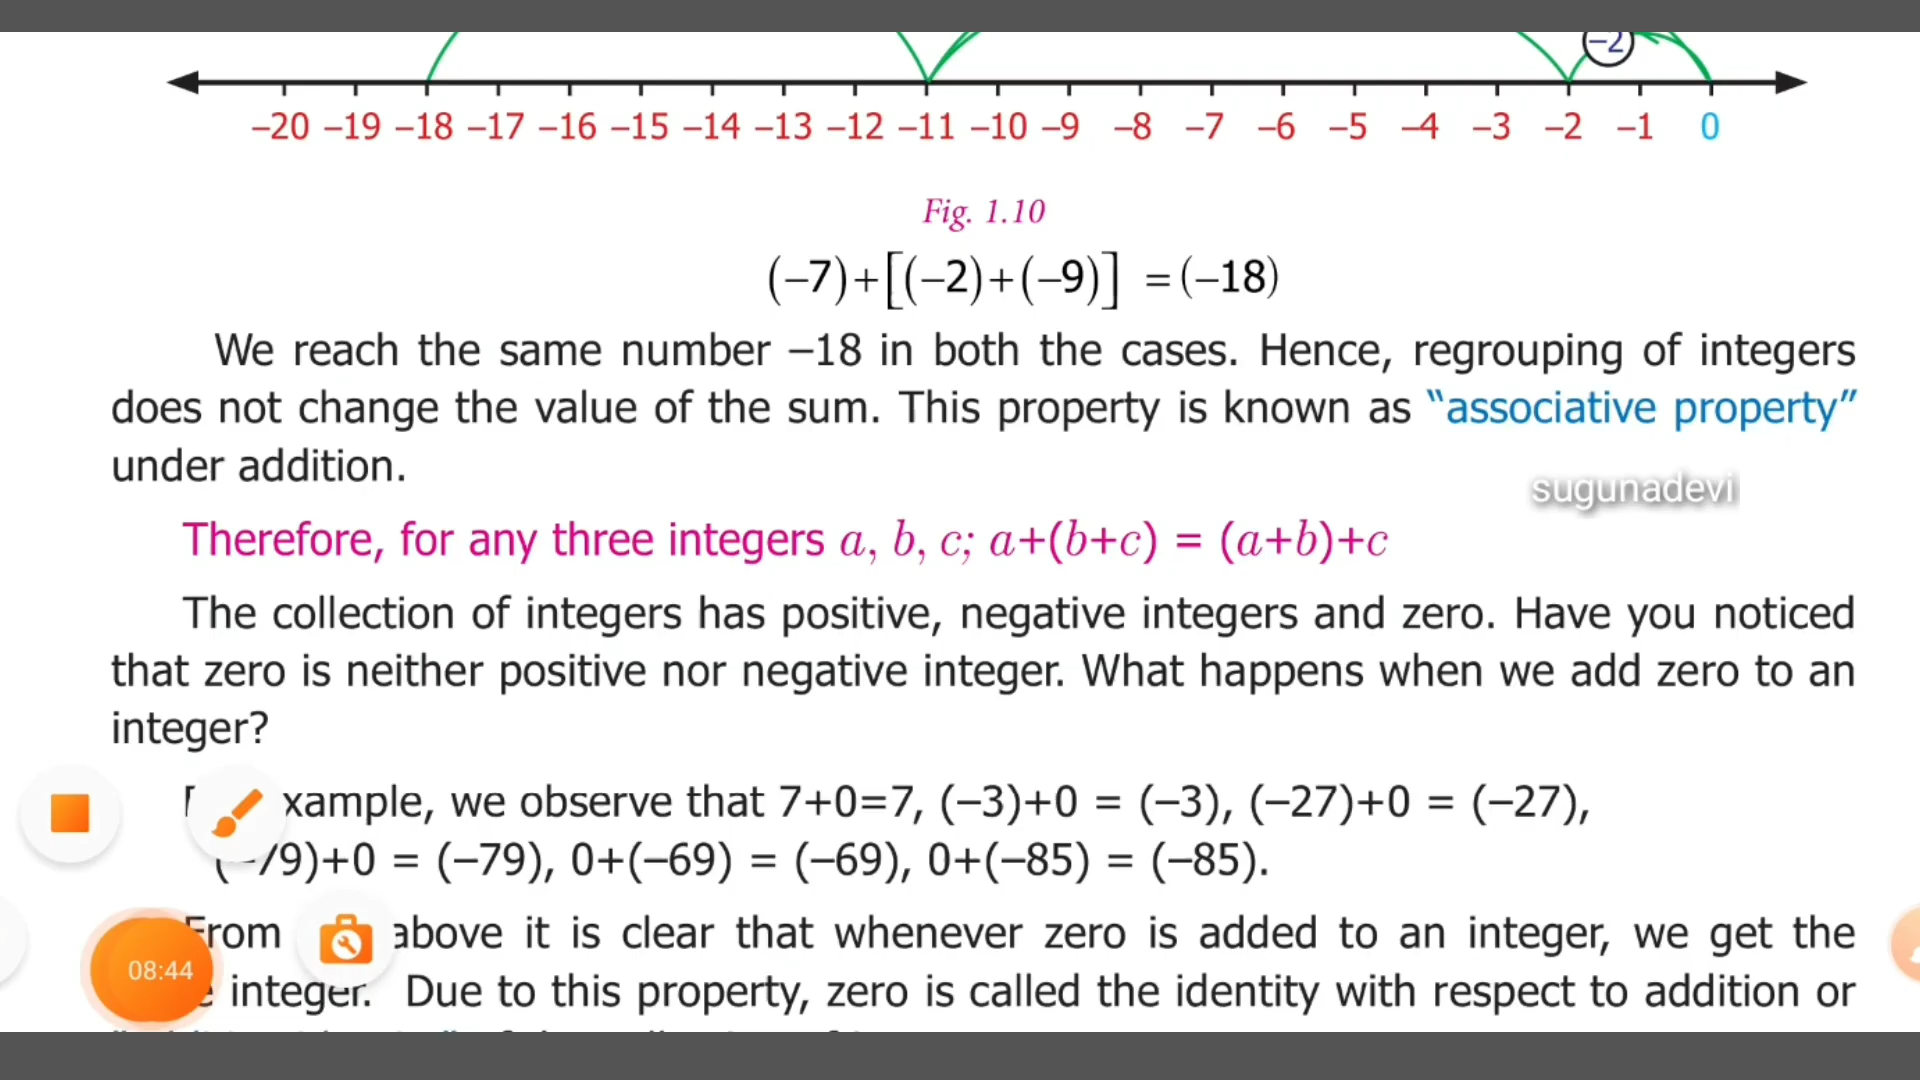 –2
–20 –19 –18 –17 –16 –15 –14 –13 –12 –11 –10 –9 –8 –7 –6 –5 –4 –3 –2 –1 0
Fig. 1.10
(–7)+[(–2)+(–9)] =(–18)
We reach the same number –18 in both the cases. Hence, regrouping of integers
does not change the value of the sum. This property is known as “associative property”
under addition.
sugunadevi
Therefore, for any three integers a, b, c; a+(b+c) = (a+b)+c
The collection of integers has positive, negative integers and zero. Have you noticed
that zero is neither positive nor negative integer. What happens when we add zero to an
integer?
xample, we observe that 7+0=7, (–3)+0 = (–3), (–27)+0 = (–27),
(–79)+0 = (–79), 0+(–69) = (–69), 0+(–85) = (–85).
From above it is clear that whenever zero is added to an integer, we get the
08:44 integer. Due to this property, zero is called the identity with respect to addition or